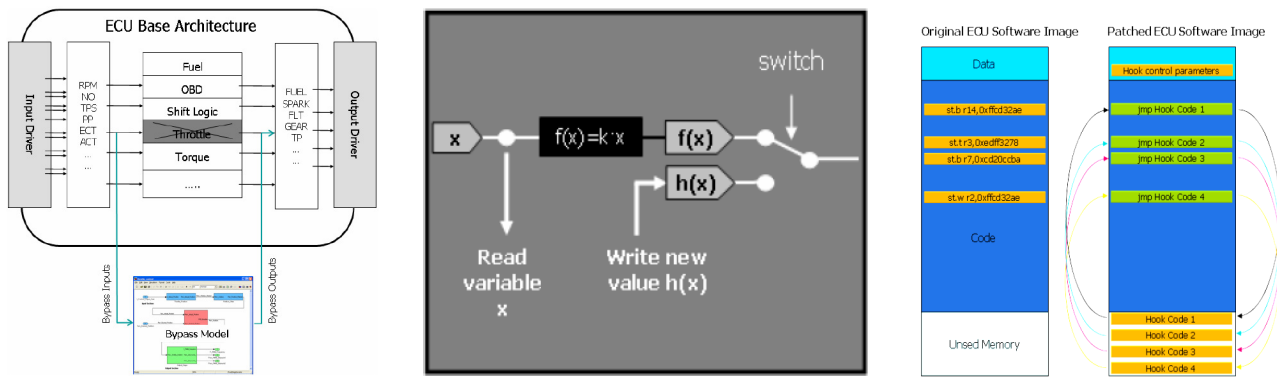 ECU Base Architecture
Input Driver
RPM
NO
TPS
PP
ECT
ACT
...
...
Fuel
OBD
Shift Logic
Throttle
Torque
.....
FUEL
SPARK
FLT
GEAR
TP
...
...
Output Driver
Bypass Inputs
Bypass Outputs
Bypass Model
switch
x
f(x)=k·x
f(x)
h(x)
Read
variable
x
Write new
value h(x)
Original ECU Software Image
Data
st.b r14,0xffcd32ae
st.t r3,0xedff3278
st.b r7,0xcd20ccba
st.w r2,0xffcd32ae
Code
Unsed Memory
Patched ECU Software Image
Hook control parameters
jmp Hook Code 1
jmp Hook Code 2
jmp Hook Code 3
jmp Hook Code 4
Hook Code 1
Hook Code 2
Hook Code 3
Hook Code 4